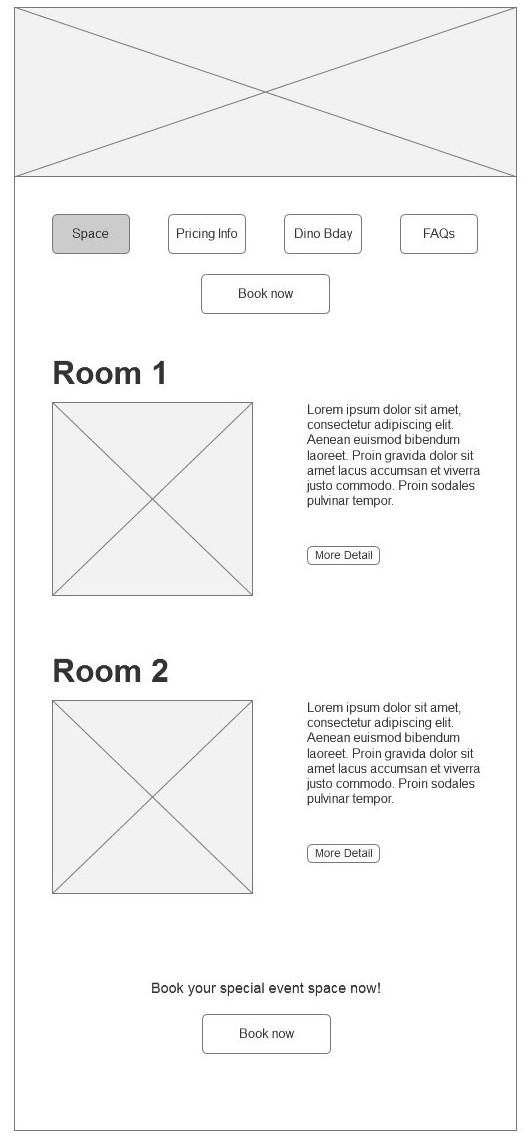 Space
Pricing Info
Dino Bday
FAQs
Book now
Room 1
Lorem ipsum dolor sit amet,
consectetur adipiscing elit.
Aenean euismod bibendum
laoreet. Proin gravida dolor sit
amet lacus accumsan et viverra
justo commodo. Proin sodales
pulvinar tempor.
More Detail
Room 2
Lorem ipsum dolor sit amet,
consectetur adipiscing elit.
Aenean euismod bibendum
laoreet. Proin gravida dolor sit
amet lacus accumsan et viverra
justo commodo. Proin sodales
pulvinar tempor.
More Detail
Book your special event space now!
Book now